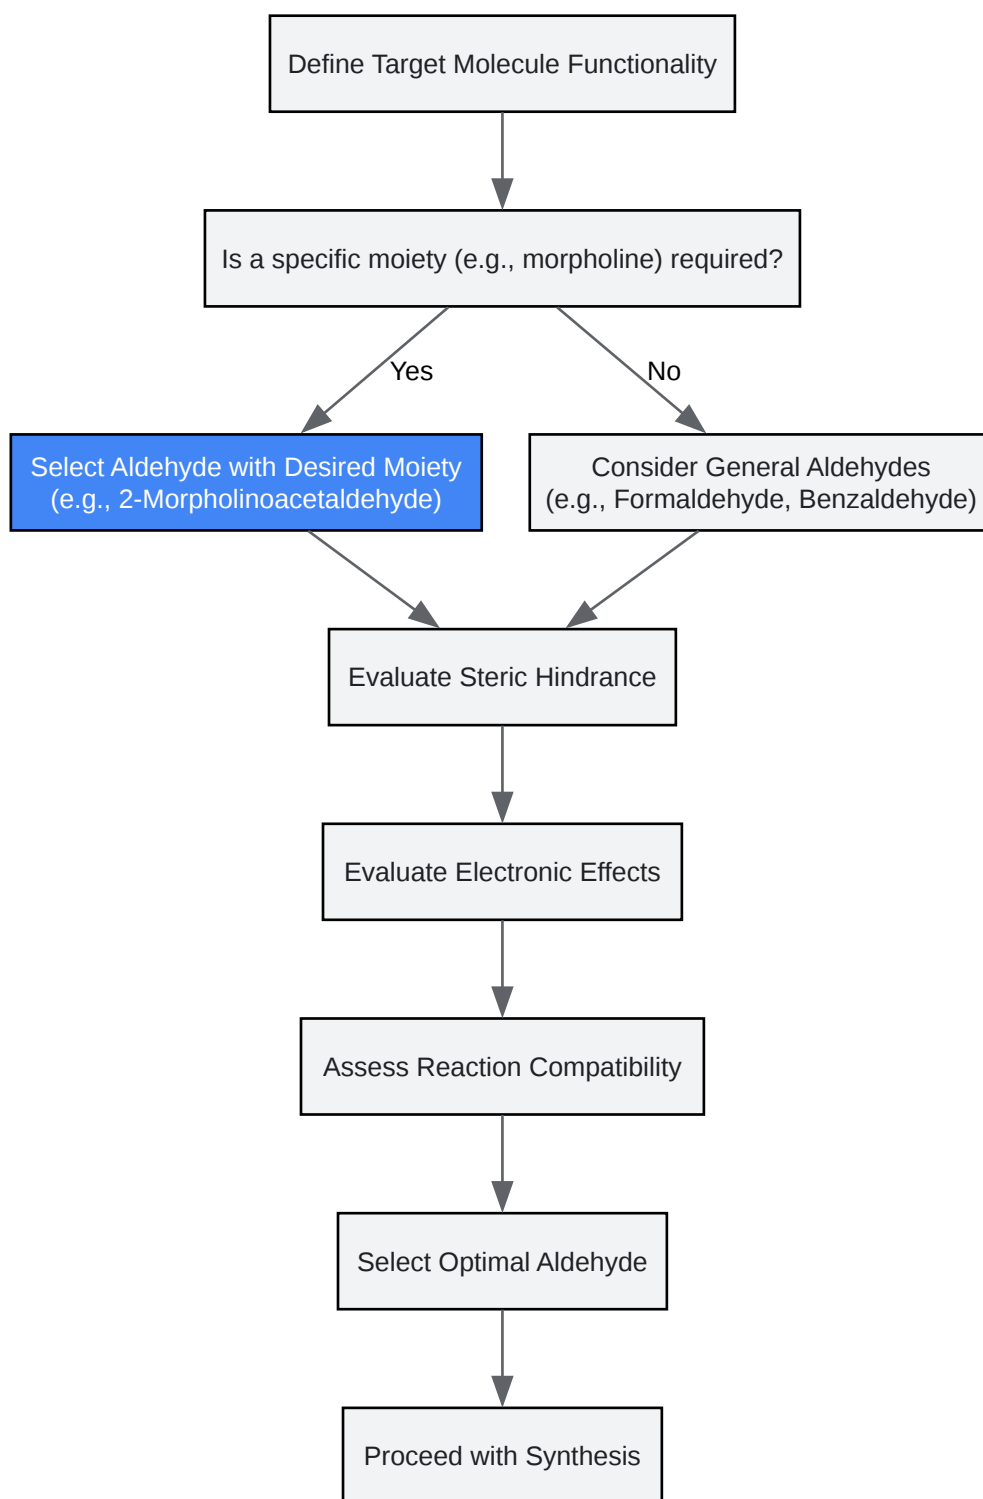 Define Target Molecule Functionality
Is a specific moiety (e.g., morpholine) required?
Yes
No
Select Aldehyde with Desired Moiety
(e.g., 2-Morpholinoacetaldehyde)
Consider General Aldehydes
(e.g., Formaldehyde, Benzaldehyde)
Evaluate Steric Hindrance
Evaluate Electronic Effects
Assess Reaction Compatibility
Select Optimal Aldehyde
Proceed with Synthesis